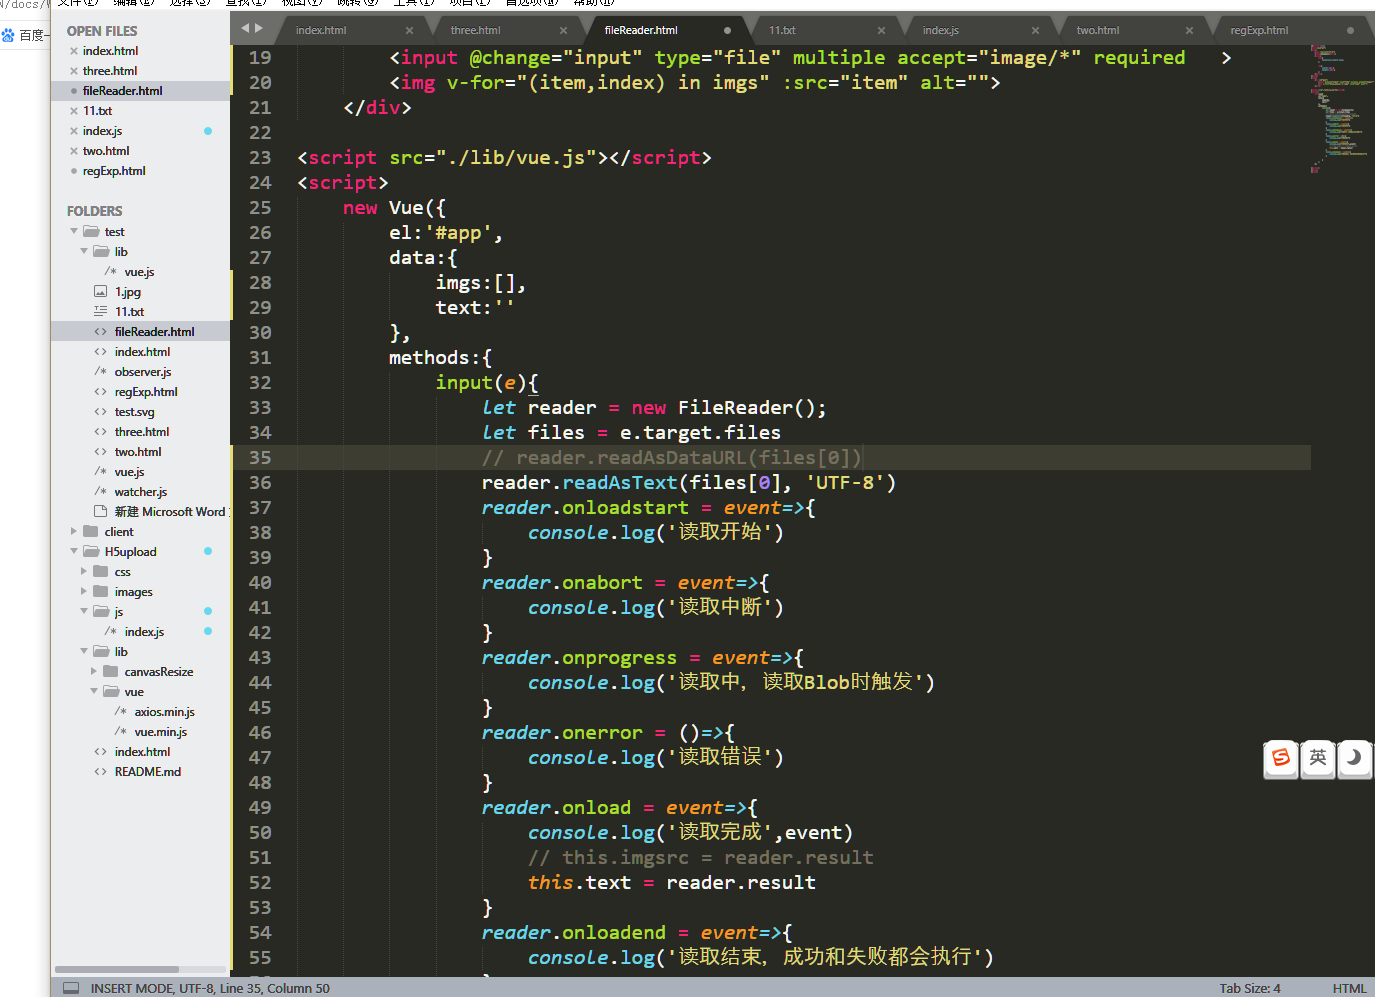 N/docs/V
百度一
文件(F) 编辑(E) 选择(S) 查找(I) 视图(V) 跳转(G) 工具(T) 项目(P) 首选项(N) 帮助(H)
OPEN FILES
index.html
three.html
fileReader.html
11.txt
index.js
two.html
regExp.html
FOLDERS
test
lib
/* vue.js
1.jpg
11.txt
<> fileReader.html
<> index.html
/* observer.js
<> regExp.html
<> test.svg
<> three.html
<> two.html
/* vue.js
/* watcher.js
新建 Microsoft Word
client
H5upload
css
images
js
/* index.js
lib
canvasResize
vue
/* axios.min.js
/* vue.min.js
<> index.html
<> README.md
index.html three.html fileReader.html 11.txt index.js two.html regExp.html
19 <input @change="input" type="file" multiple accept="image/*" required >
20 <img v-for="(item,index) in imgs" :src="item" alt="">
21 </div>
22
23 <script src="./lib/vue.js"></script>
24 <script>
25 new Vue({
26 el:'#app',
27 data:{
28 imgs:[],
29 text:''
30 },
31 methods:{
32 input(e){
33 let reader = new FileReader();
34 let files = e.target.files
35 // reader.readAsDataURL(files[0])
36 reader.readAsText(files[0], 'UTF-8')
37 reader.onloadstart = event=>{
38 console.log('读取开始')
39 }
40 reader.onabort = event=>{
41 console.log('读取中断')
42 }
43 reader.onprogress = event=>{
44 console.log('读取中，读取Blob时触发')
45 }
46 reader.onerror = ()=>{
47 console.log('读取错误')
48 }
49 reader.onload = event=>{
50 console.log('读取完成',event)
51 // this.imgsrc = reader.result
52 this.text = reader.result
53 }
54 reader.onloadend = event=>{
55 console.log('读取结束，成功和失败都会执行')
英
INSERT MODE, UTF-8, Line 35, Column 50
Tab Size: 4
HTML